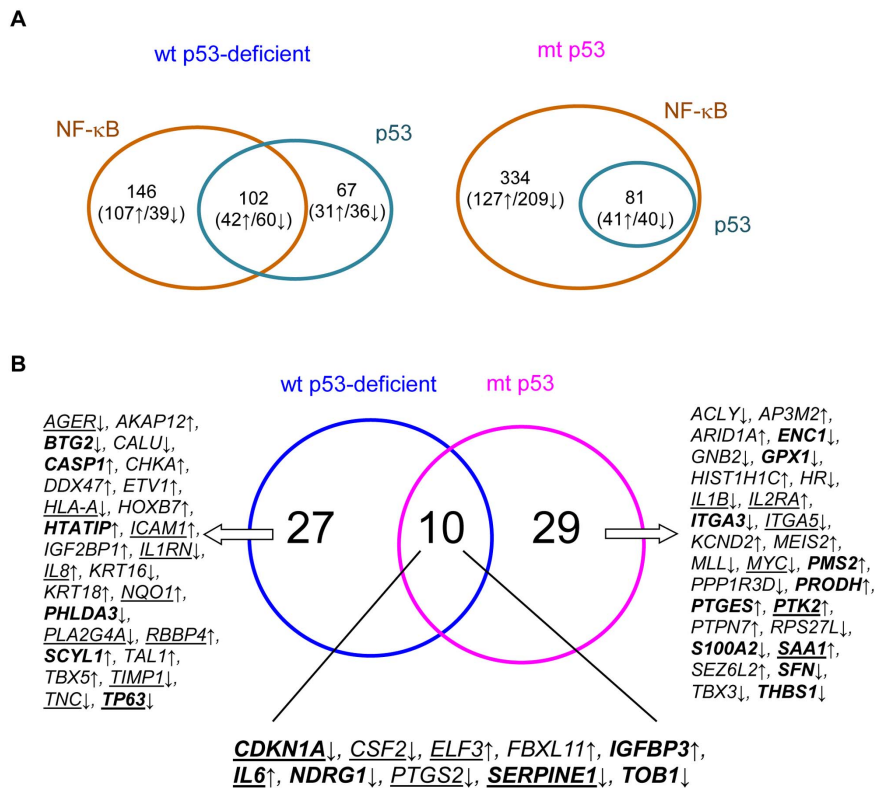 A
wt p53-deficient
mt p53
NF-κB
p53
146
(107↑/39↓)
102
(42↑/60↓)
67
(31↑/36↓)
NF-κB
334
(127↑/209↓)
81
(41↑/40↓)
p53
B
wt p53-deficient
mt p53
AGER↓, AKAP12↑,
BTG2↓, CALU↓,
CASP1↑, CHKA↑,
DDX47↑, ETV1↑,
HLA-A↓, HOXB7↑,
HTATIP↑, ICAM1↑,
IGF2BP1↑, IL1RN↓,
IL8↑, KRT16↓,
KRT18↑, NQO1↑,
PHLDA3↓,
PLA2G4A↓, RBBP4↑,
SCYL1↑, TAL1↑,
TBX5↑, TIMP1↓,
TNC↓, TP63↓
27
10
29
ACLY↓, AP3M2↑,
ARID1A↑, ENC1↓,
GNB2↓, GPX1↓,
HIST1H1C↑, HR↓,
IL1B↓, IL2RA↑,
ITGA3↓, ITGA5↓,
KCND2↑, MEIS2↑,
MLL↓, MYC↓, PMS2↑,
PPP1R3D↓, PRODH↑,
PTGES↑, PTK2↑,
PTPN7↑, RPS27L↓,
S100A2↓, SAA1↑,
SEZ6L2↑, SFN↓,
TBX3↓, THBS1↓
CDKN1A↓, CSF2↓, ELF3↑, FBXL11↑, IGFBP3↑,
IL6↑, NDRG1↓, PTGS2↓, SERPINE1↓, TOB1↓